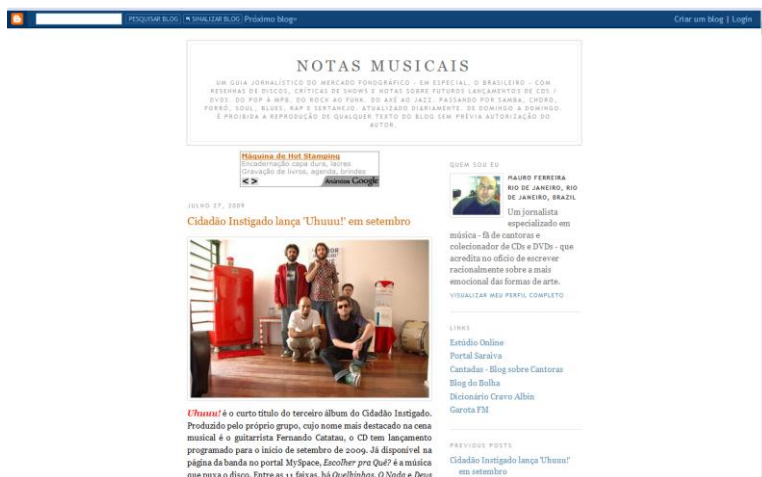 PESQUISAR BLOG SINALIZAR BLOG Próximo blog»
Criar um blog | Login
NOTAS MUSICAIS
UM GUIA JORNALÍSTICO DO MERCADO FONOGRÁFICO - EM ESPECIAL, O BRASILEIRO - COM
RESENHAS DE DISCOS, CRÍTICAS DE SHOWS E NOTAS SOBRE FUTUROS LANÇAMENTOS DE CDS /
DVDS. DO POP À MPB. DO ROCK AO FUNK. DO AXÉ AO JAZZ. PASSANDO POR SAMBA, CHORO,
FORRÓ, SOUL, BLUES, RAP E SERTANEJO. ATUALIZADO DIARIAMENTE. DE DOMINGO A DOMINGO.
É PROIBIDA A REPRODUÇÃO DE QUALQUER TEXTO DO BLOG SEM PRÉVIA AUTORIZAÇÃO DO
AUTOR.
Máquina de Hot Stamping
Encadernação capa dura, lacres
Gravação de livros, agenda, brindes
Anúncios Google
JULHO 27, 2009
Cidadão Instigado lança 'Uhuuu!' em setembro
Uhuuu! é o curto título do terceiro álbum do Cidadão Instigado.
Produzido pelo próprio grupo, cujo nome mais destacado na cena
musical é o guitarrista Fernando Catatau, o CD tem lançamento
programado para o início de setembro de 2009. Já disponível na
página da banda no portal MySpace, Escolher pra Quê? é a música
que puxa o disco. Entre as 11 faixas, há Ovelhinhas, O Nada e Deus
QUEM SOU EU
MAURO FERREIRA
RIO DE JANEIRO, RIO
DE JANEIRO, BRAZIL
Um jornalista
especializado em
música - fã de cantoras e
colecionador de CDs e DVDs - que
acredita no ofício de escrever
racionalmente sobre a mais
emocional das formas de arte.
VISUALIZAR MEU PERFIL COMPLETO
LINKS
Estúdio Online
Portal Saraiva
Cantadas - Blog sobre Cantoras
Blog do Bolha
Dicionário Cravo Albin
Garota FM
PREVIOUS POSTS
Cidadão Instigado lança 'Uhuuu!'
em setembro